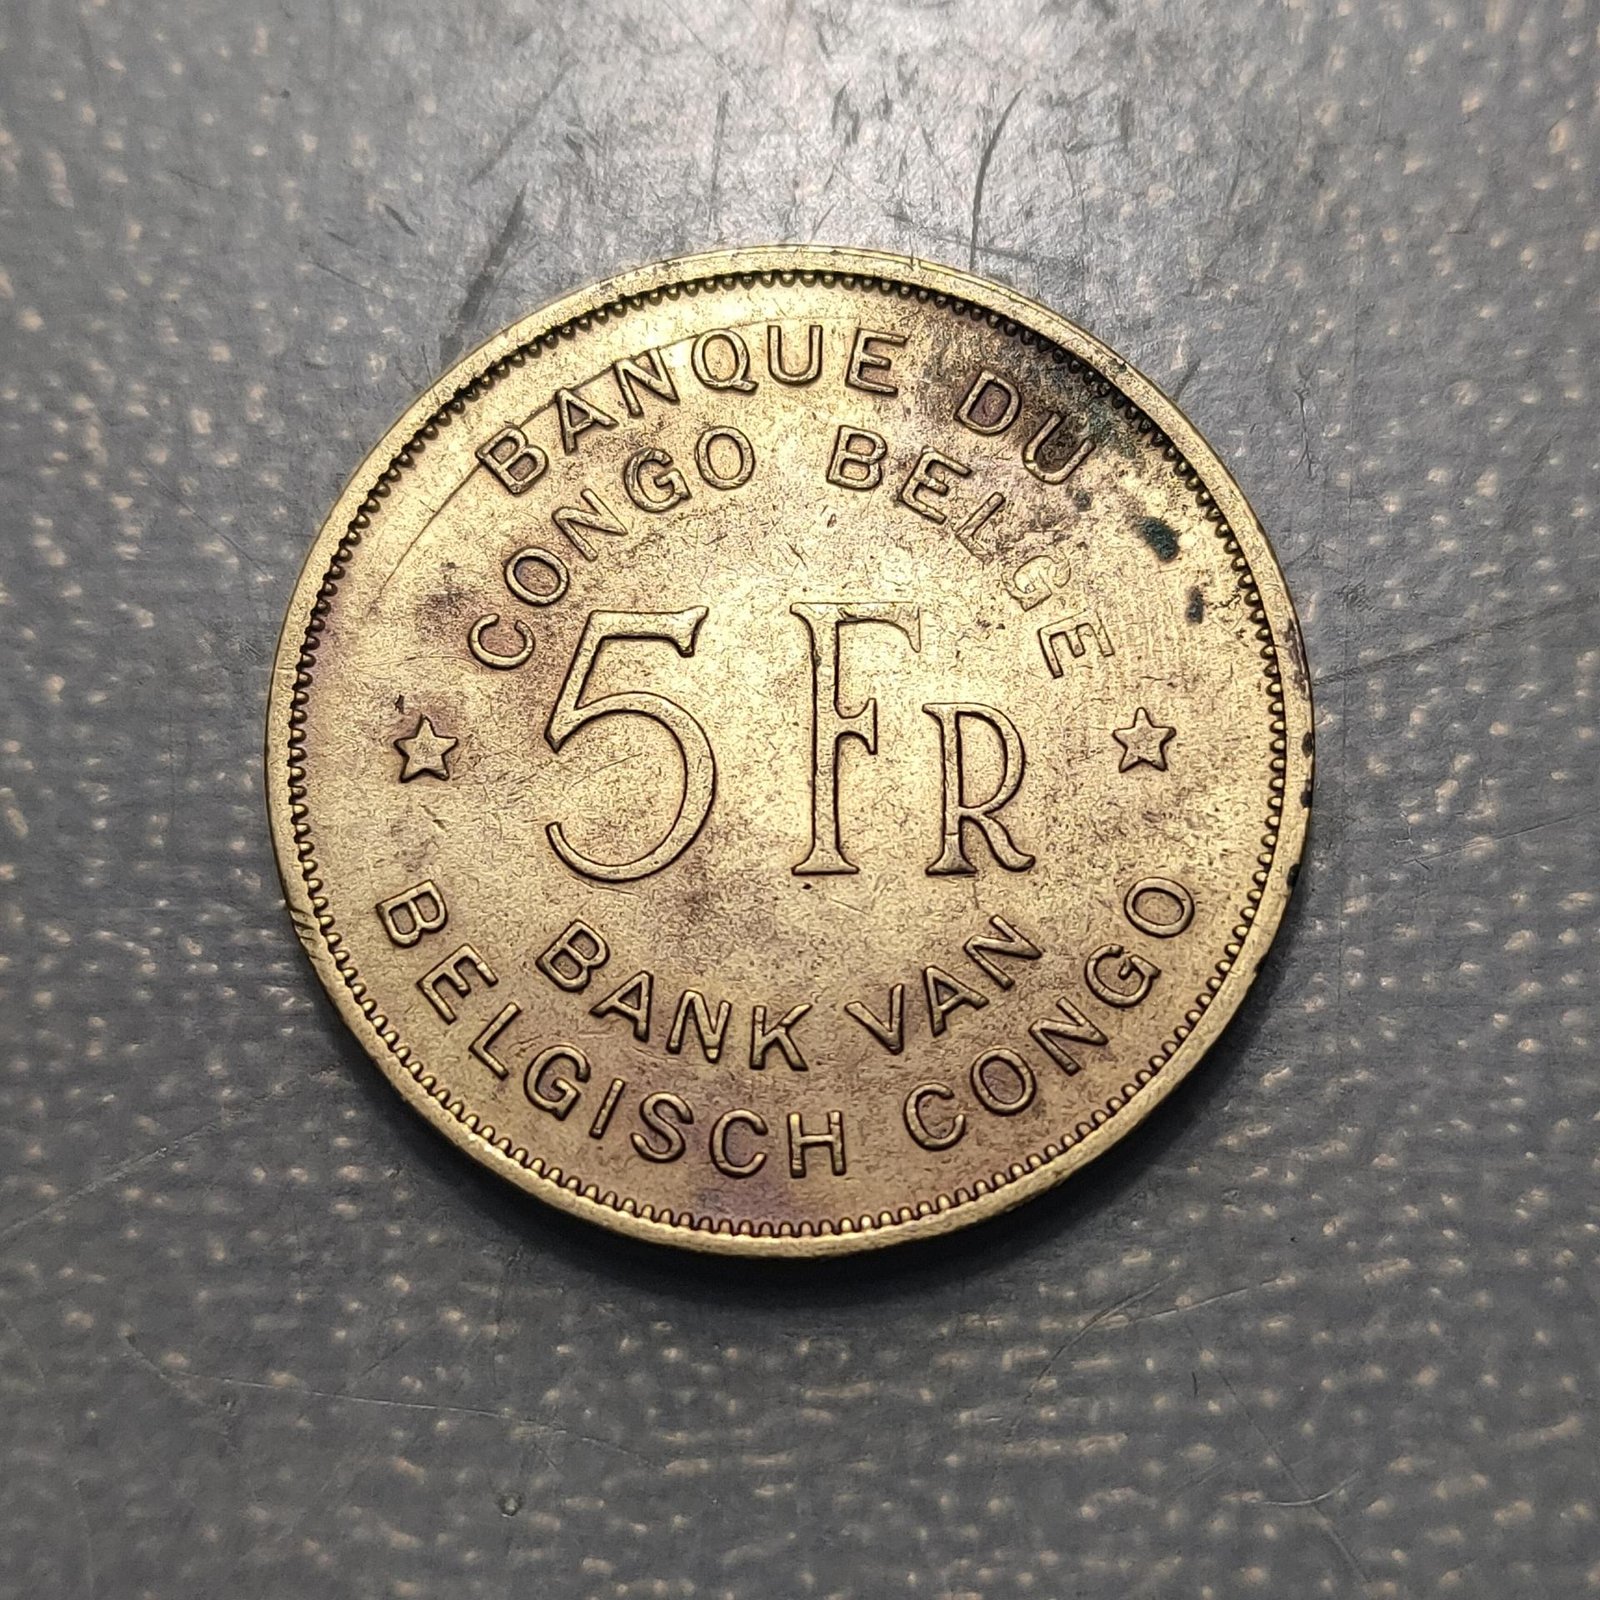 BANQUE DU
CONGO BELGE
5 FR
BANK VAN
BELGISCH CONGO